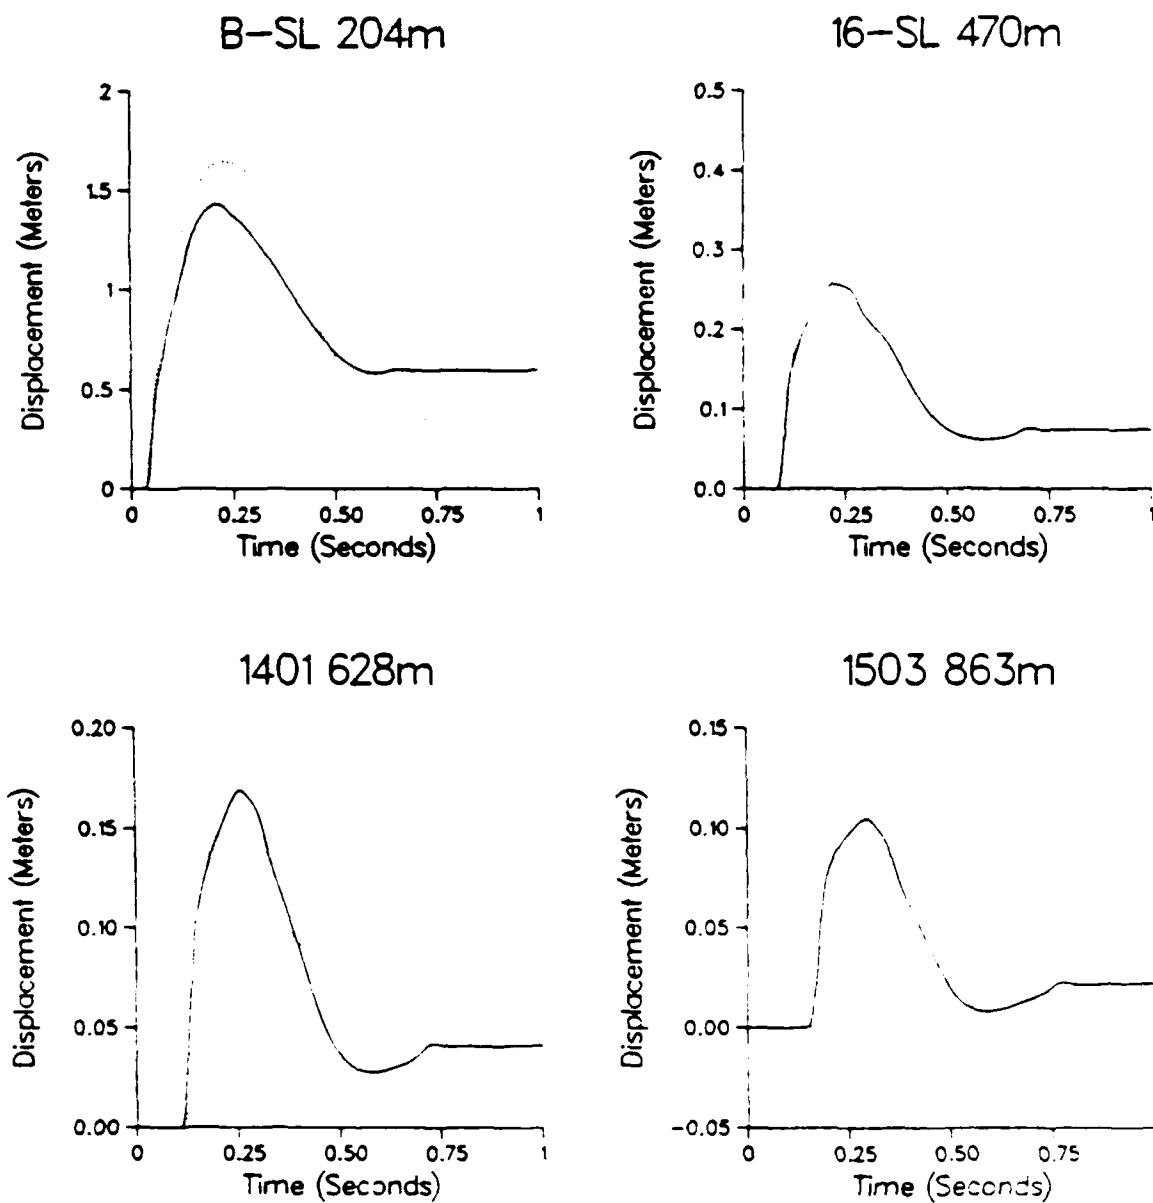 B-SL 204m
2
1.5
1
0.5
0
Displacement (Meters)
0 0.25 0.50 0.75 1
Time (Seconds)
16-SL 470m
0.5
0.4
0.3
0.2
0.1
0.0
Displacement (Meters)
0 0.25 0.50 0.75 1
Time (Seconds)
1401 628m
0.20
0.15
0.10
0.05
0.00
Displacement (Meters)
0 0.25 0.50 0.75 1
Time (Seconds)
1503 863m
0.15
0.10
0.05
0.00
-0.05
Displacement (Meters)
0 0.25 0.50 0.75 1
Time (Seconds)